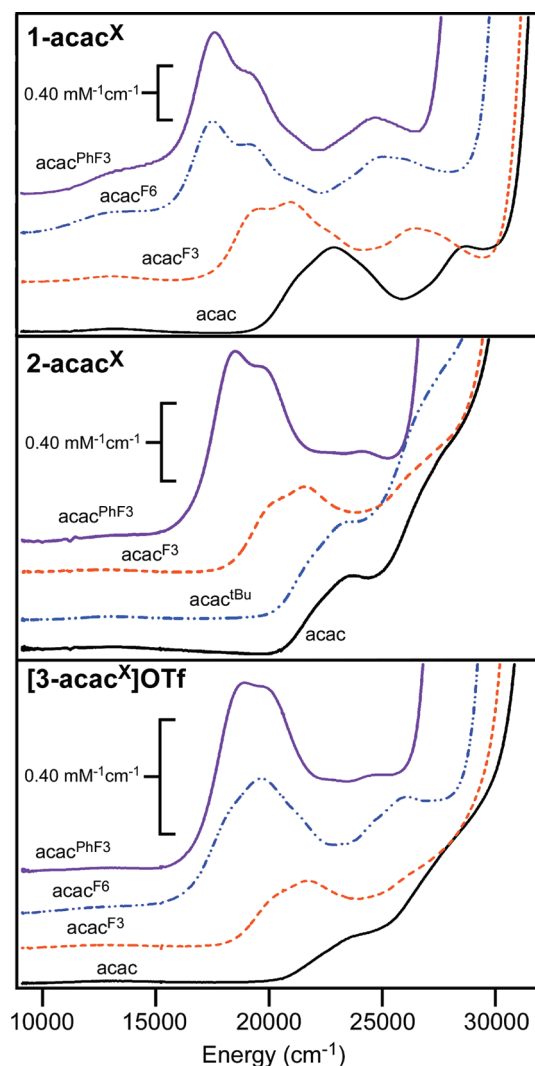 1-acacX
0.40 mM-1cm-1
acacPhF3
acacF6
acacF3
acac
2-acacX
0.40 mM-1cm-1
acacPhF3
acacF3
acactBu
acac
[3-acacX]OTf
0.40 mM-1cm-1
acacPhF3
acacF6
acacF3
acac
10000 15000 20000 25000 30000
Energy (cm-1)